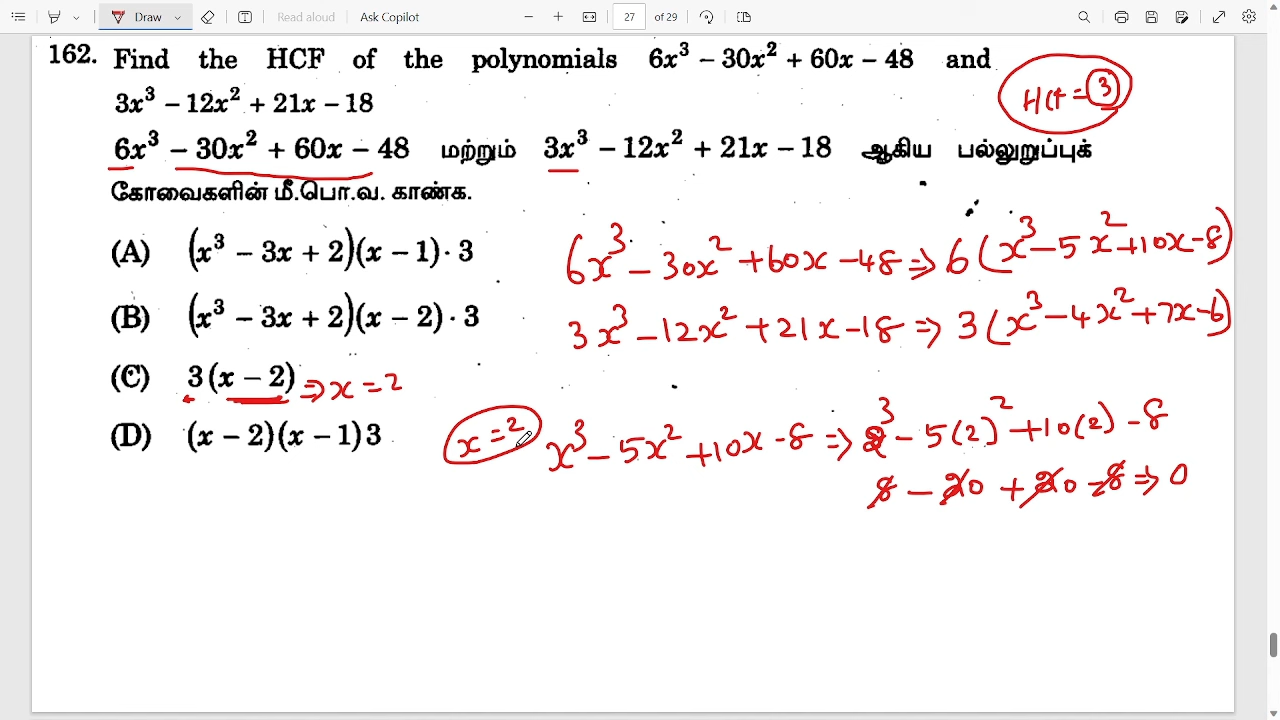 Draw
Read aloud
Ask Copilot
27 of 29
162. Find the HCF of the polynomials 6x³ − 30x² + 60x − 48 and
3x³ − 12x² + 21x − 18
HCF = 3
6x³ − 30x² + 60x − 48 மற்றும் 3x³ − 12x² + 21x − 18 ஆகிய பல்லுறுப்புக்
கோவைகளின் மீ.பொ.வ. காண்க.
(A) (x³ − 3x + 2)(x − 1) · 3
6x³ − 30x² + 60x − 48 ⇒ 6(x³ − 5x² + 10x − 8)
(B) (x³ − 3x + 2)(x − 2) · 3
3x³ − 12x² + 21x − 18 ⇒ 3(x³ − 4x² + 7x − 6)
(C) 3(x − 2) ⇒ x = 2
(D) (x − 2)(x − 1)3
x = 2 x³ − 5x² + 10x − 8 ⇒ 2³ − 5(2)² + 10(2) − 8
8 − 20 + 20 − 8 ⇒ 0